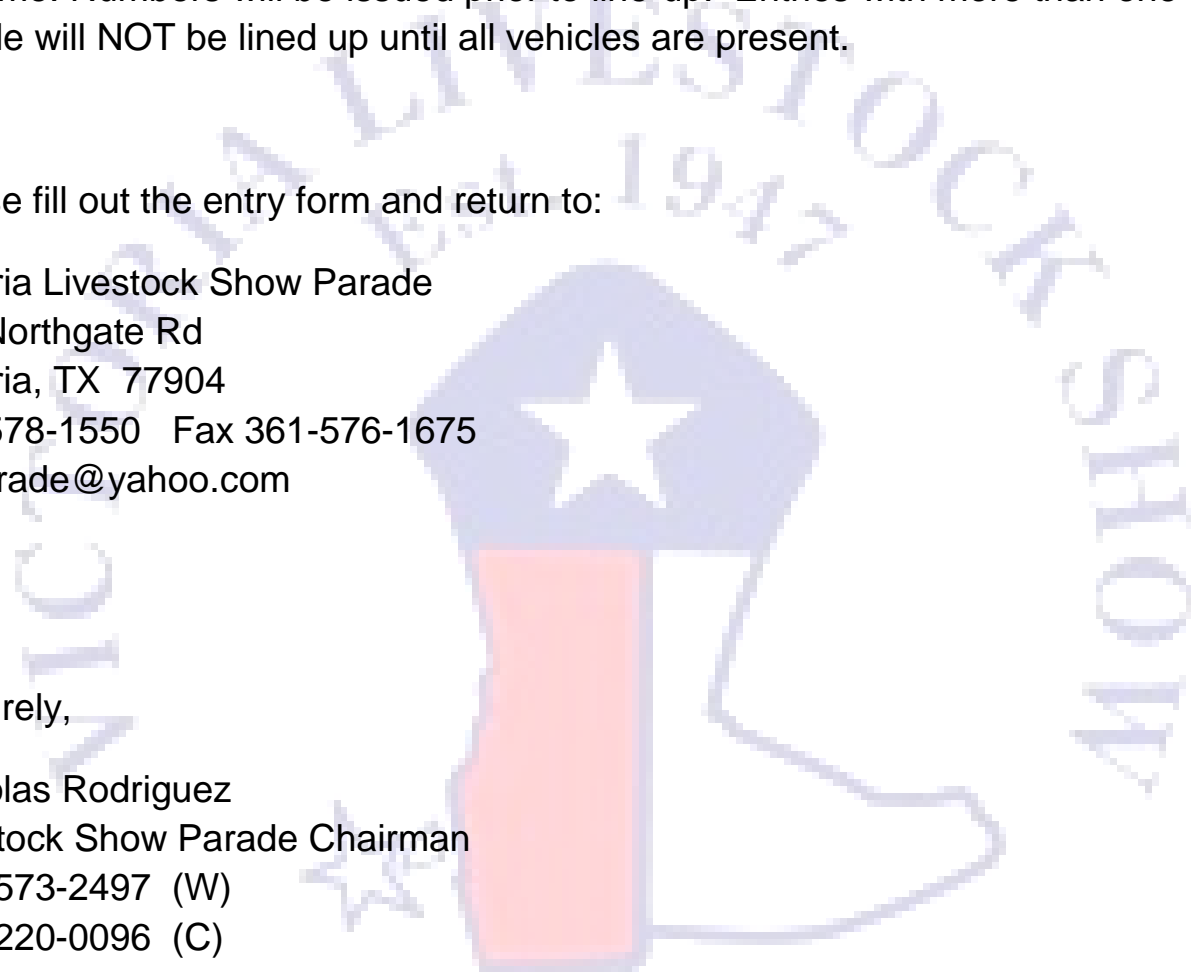 Numbers will be issued prior to line-up. Entries with more than one
le will NOT be lined up until all vehicles are present.
e fill out the entry form and return to:
ria Livestock Show Parade
Northgate Rd
ria, TX 77904
578-1550 Fax 361-576-1675
rade@yahoo.com
rely,
olas Rodriguez
tock Show Parade Chairman
573-2497 (W)
220-0096 (C)
VICTORIA LIVESTOCK SHOW
Est. 1947